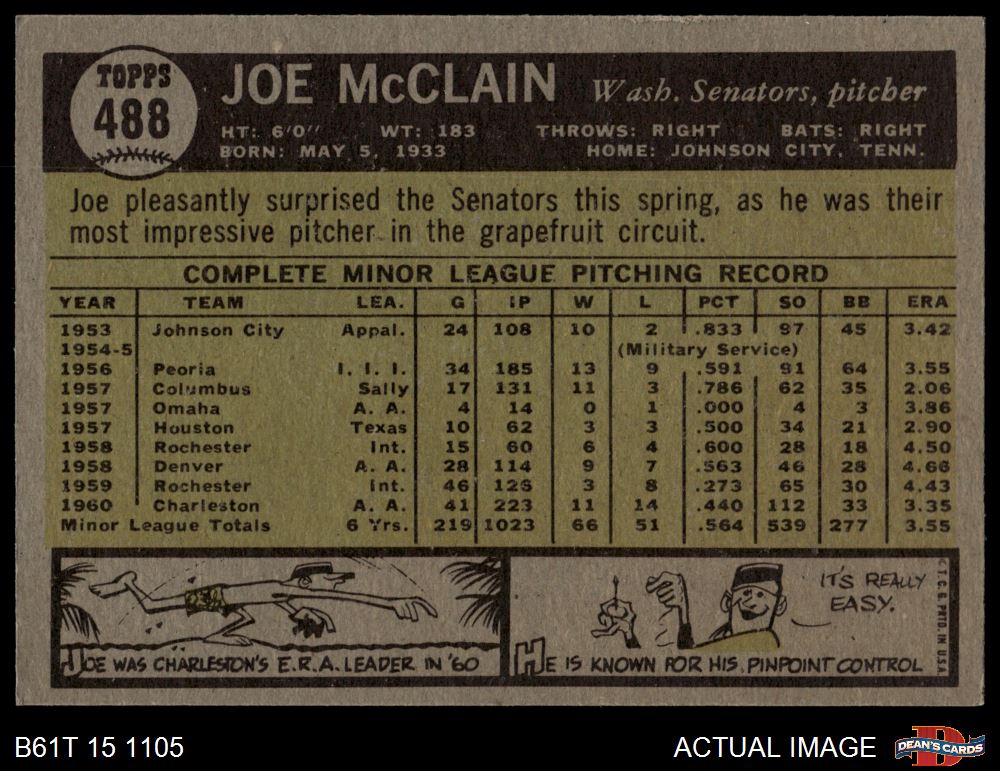 TOPPS
488
JOE McCLAIN
Wash. Senators, pitcher
HT: 6'0" WT: 183 THROWS: RIGHT BATS: RIGHT
BORN: MAY 5, 1933 HOME: JOHNSON CITY, TENN.
Joe pleasantly surprised the Senators this spring, as he was their
most impressive pitcher in the grapefruit circuit.
COMPLETE MINOR LEAGUE PITCHING RECORD
YEAR TEAM LEA. G IP W L PCT SO BB ERA
1953 Johnson City Appal. 24 108 10 2 .833 97 45 3.42
1954-5 (Military Service)
1956 Peoria I. I. I. 34 185 13 9 .591 91 64 3.55
1957 Columbus Sally 17 131 11 3 .786 62 35 2.06
1957 Omaha A. A. 4 14 0 1 .000 4 3 3.86
1957 Houston Texas 10 62 3 3 .500 34 21 2.90
1958 Rochester Int. 15 60 6 4 .600 28 18 4.50
1958 Denver A. A. 28 114 9 7 .563 46 28 4.66
1959 Rochester Int. 46 126 3 8 .273 65 30 4.43
1960 Charleston A. A. 41 223 11 14 .440 112 33 3.35
Minor League Totals 6 Yrs. 219 1023 66 51 .564 539 277 3.55
JOE WAS CHARLESTON'S E.R.A. LEADER IN '60
IT'S REALLY
EASY.
HE IS KNOWN FOR HIS PINPOINT CONTROL
©T.C.G. PRTD. IN U.S.A.
B61T 15 1105
ACTUAL IMAGE
D
DEAN'S CARDS